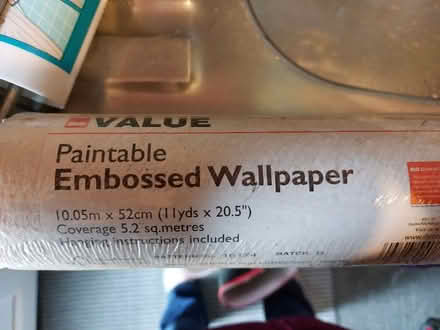 VALUE
Paintable
Embossed Wallpaper
10.05m x 52cm (11yds x 20.5")
Coverage 5.2 sq.metres
Hanging instructions included